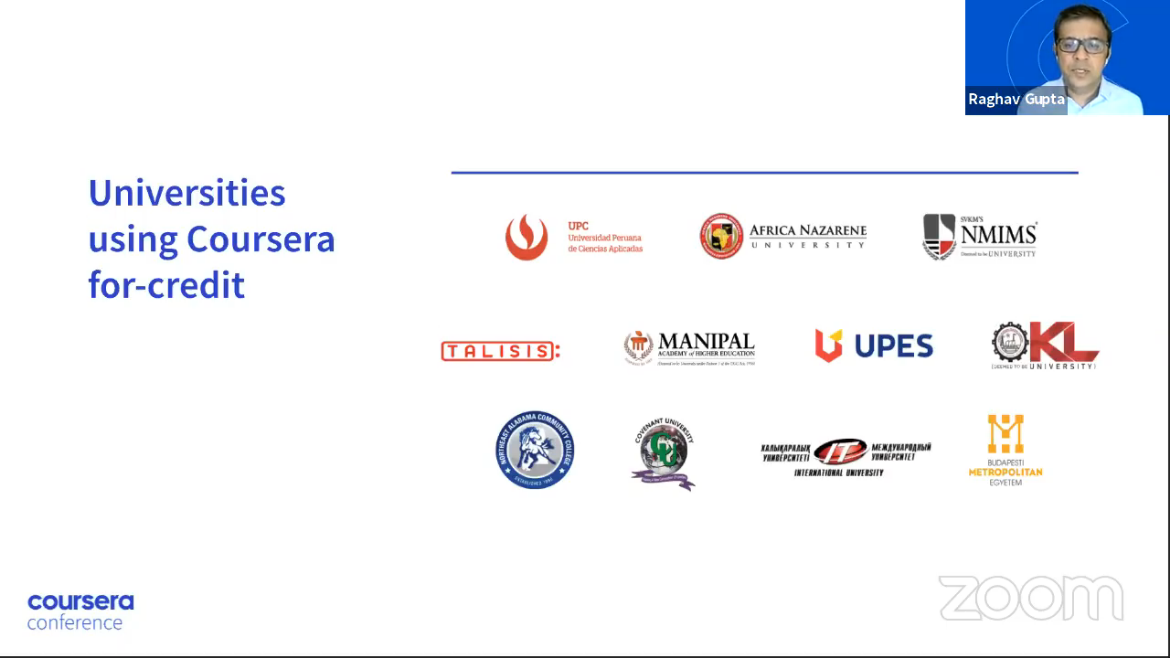 Raghav Gupta
Universities
using Coursera
for-credit
UPC
Universidad Peruana
de Ciencias Aplicadas
AFRICA NAZARENE
UNIVERSITY
SVKM'S
NMIMS
Deemed to be UNIVERSITY
TALISIS:
MANIPAL
ACADEMY of HIGHER EDUCATION
UPES
KL
(DEEMED TO BE UNIVERSITY)
NORTHEAST ALABAMA COMMUNITY COLLEGE
COVENANT UNIVERSITY
CU
ХАЛЫҚАРАЛЫҚ
УНИВЕРСИТЕТІ
IT
МЕЖДУНАРОДНЫЙ
УНИВЕРСИТЕТ
INTERNATIONAL UNIVERSITY
BUDAPESTI
METROPOLITAN
EGYETEM
coursera
conference
zoom